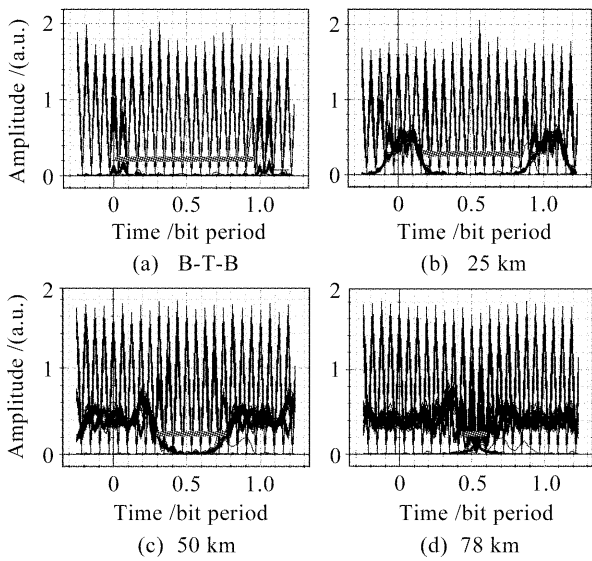 Amplitude /(a.u.)
2
1
0
0 0.5 1.0
Time /bit period
(a) B-T-B
2
1
0
0 0.5 1.0
Time /bit period
(b) 25 km
Amplitude /(a.u.)
2
1
0
0 0.5 1.0
Time /bit period
(c) 50 km
2
1
0
0 0.5 1.0
Time /bit period
(d) 78 km